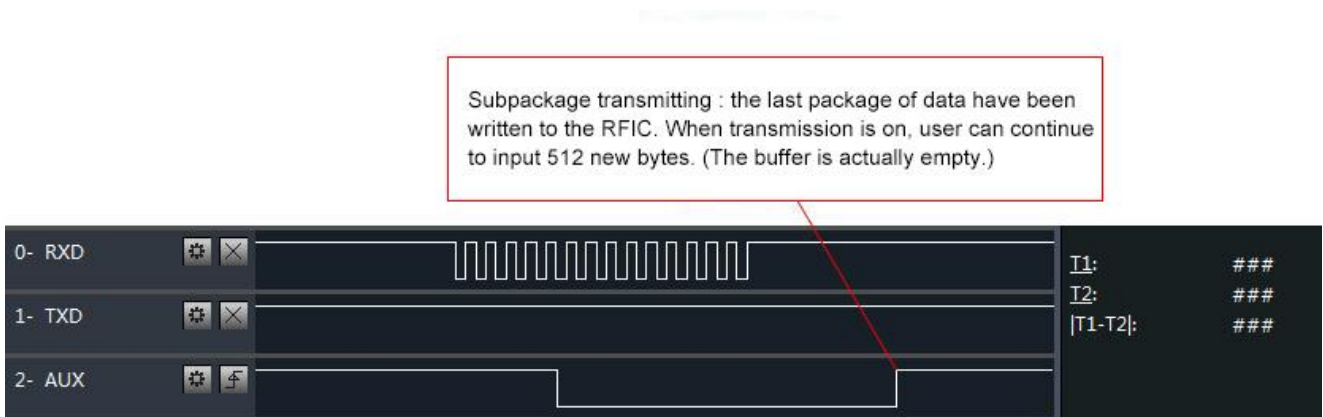 Subpackage transmitting : the last package of data have been
written to the RFIC. When transmission is on, user can continue
to input 512 new bytes. (The buffer is actually empty.)
0- RXD
T1: ###
1- TXD
T2: ###
|T1-T2|: ###
2- AUX